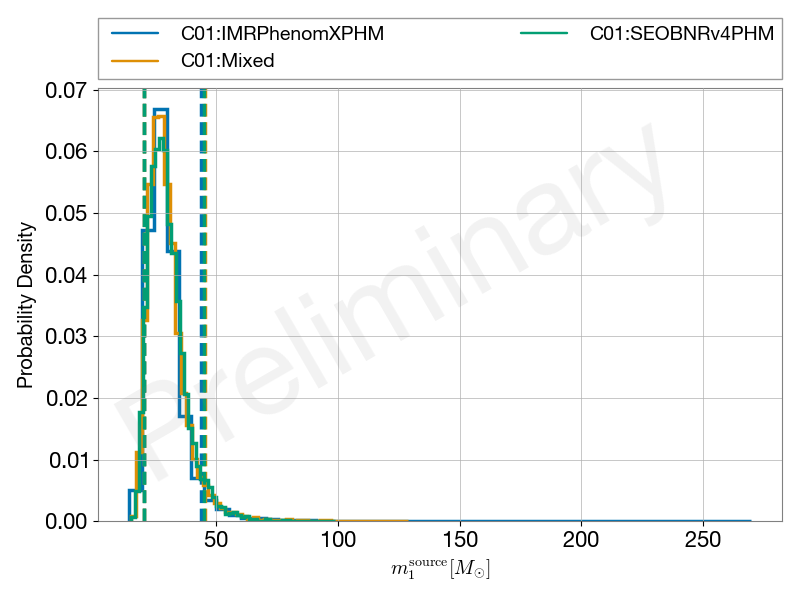 C01:IMRPhenomXPHM
C01:Mixed
C01:SEOBNRv4PHM
0.07
0.06
0.05
0.04
0.03
0.02
0.01
0.00
Probability Density
Preliminary
50 100 150 200 250
m₁^source [M☉]